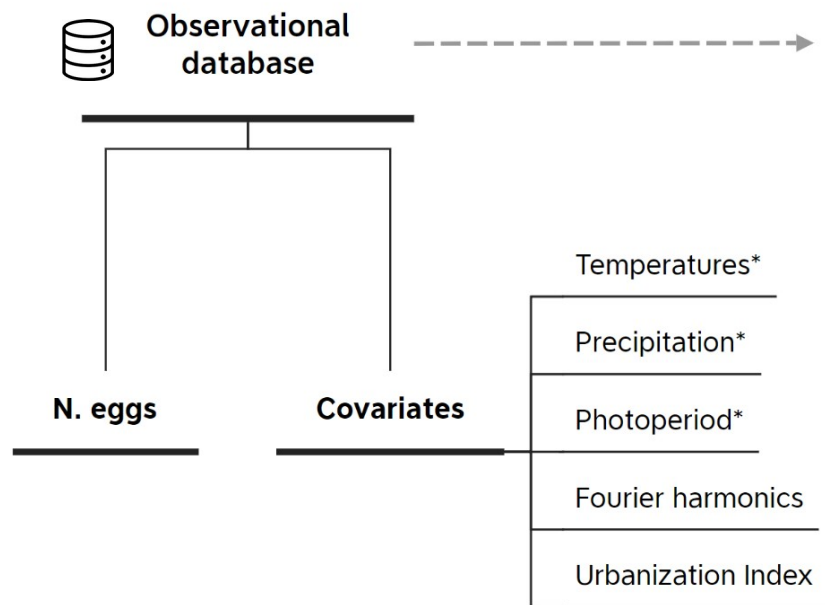 Observational
database
Temperatures*
Precipitation*
N. eggs
Covariates
Photoperiod*
Fourier harmonics
Urbanization Index